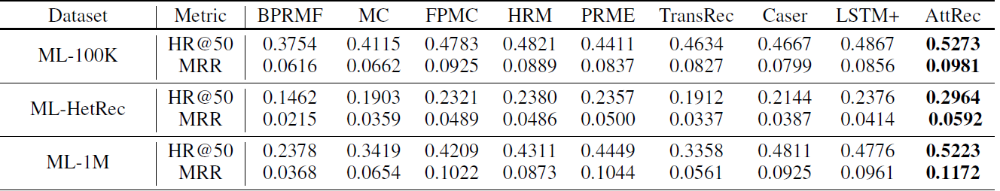 Dataset Metric BPRMF MC FPMC HRM PRME TransRec Caser LSTM+ AttRec
ML-100K HR@50 0.3754 0.4115 0.4783 0.4821 0.4411 0.4634 0.4667 0.4867 0.5273
MRR 0.0616 0.0662 0.0925 0.0889 0.0837 0.0827 0.0799 0.0856 0.0981
ML-HetRec HR@50 0.1462 0.1903 0.2321 0.2380 0.2357 0.1912 0.2144 0.2376 0.2964
MRR 0.0215 0.0359 0.0489 0.0486 0.0500 0.0337 0.0387 0.0414 0.0592
ML-1M HR@50 0.2378 0.3419 0.4209 0.4311 0.4449 0.3358 0.4811 0.4776 0.5223
MRR 0.0368 0.0654 0.1022 0.0873 0.1044 0.0561 0.0925 0.0961 0.1172